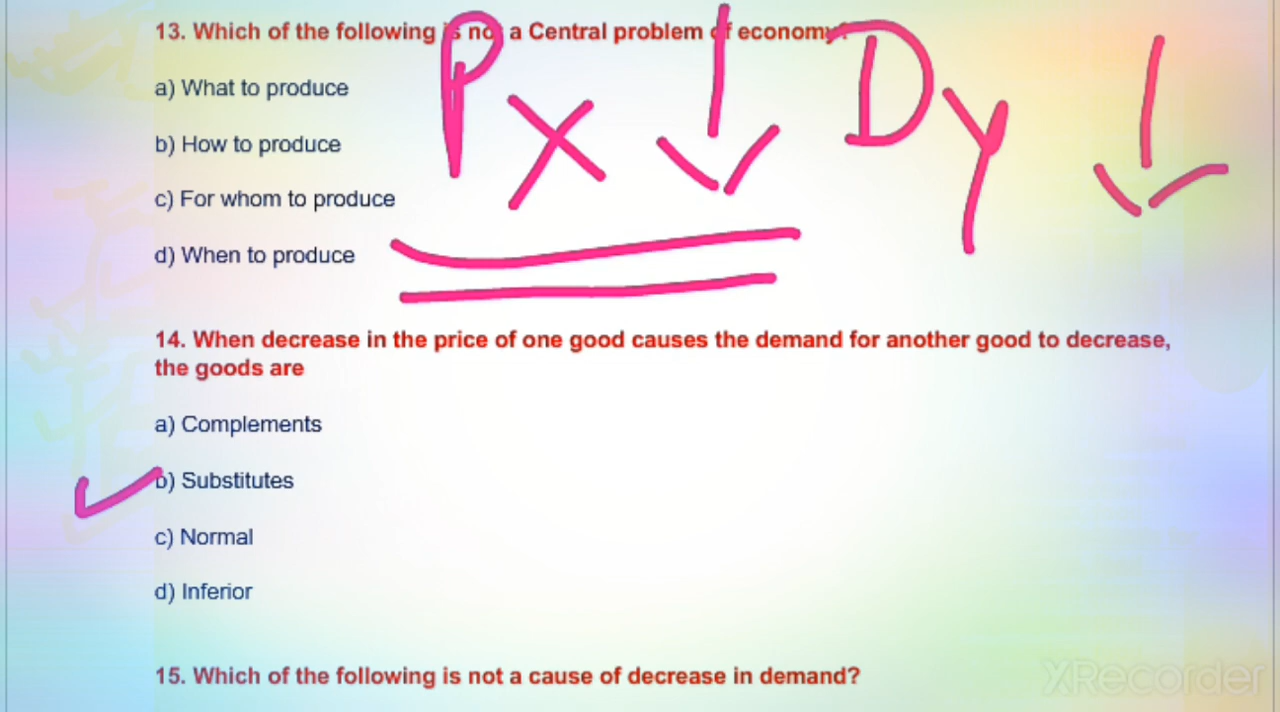 13. Which of the following is not a Central problem of economy?
Px ↓ Dy ↓
a) What to produce
b) How to produce
c) For whom to produce
d) When to produce
14. When decrease in the price of one good causes the demand for another good to decrease,
the goods are
a) Complements
b) Substitutes
c) Normal
d) Inferior
15. Which of the following is not a cause of decrease in demand?
XRecorder